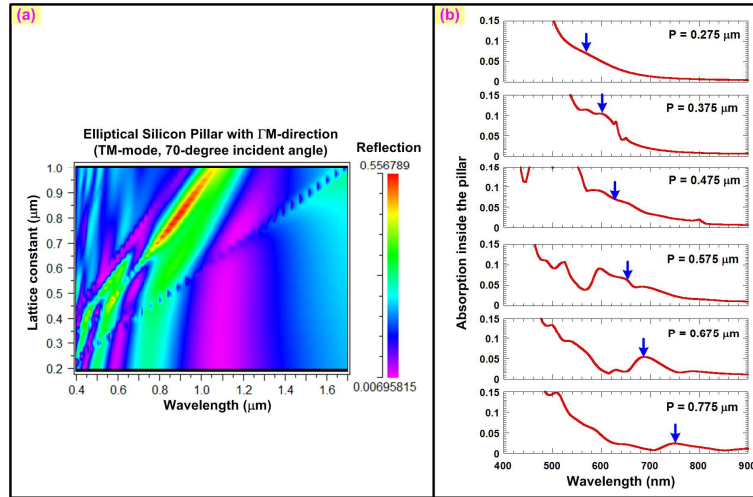 (a)
Elliptical Silicon Pillar with ΓM-direction
(TM-mode, 70-degree incident angle)
Reflection
0.556789
0.00695815
Lattice constant (μm)
1.0
0.9
0.8
0.7
0.6
0.5
0.4
0.3
0.2
0.4 0.6 0.8 1.0 1.2 1.4 1.6
Wavelength (μm)
(b)
Absorption inside the pillar
0.15
0.1
0.05
0
P = 0.275 μm
0.15
0.1
0.05
0
P = 0.375 μm
0.15
0.1
0.05
0
P = 0.475 μm
0.15
0.1
0.05
0
P = 0.575 μm
0.15
0.1
0.05
0
P = 0.675 μm
0.15
0.1
0.05
0
P = 0.775 μm
400 500 600 700 800 900
Wavelength (nm)